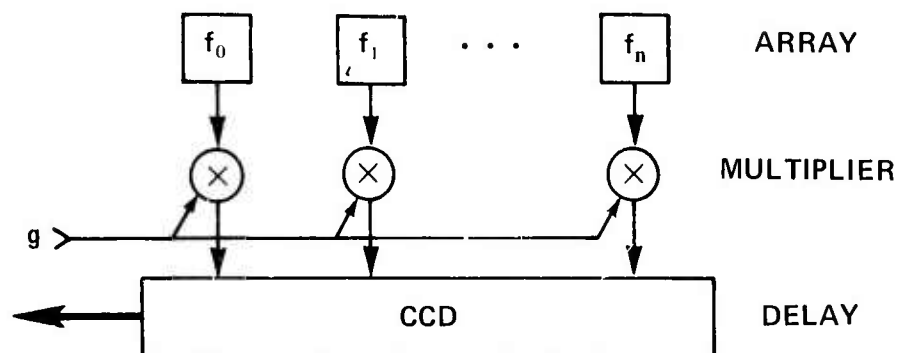 f₀ f₁ · · · fₙ ARRAY
× × × MULTIPLIER
g
CCD DELAY